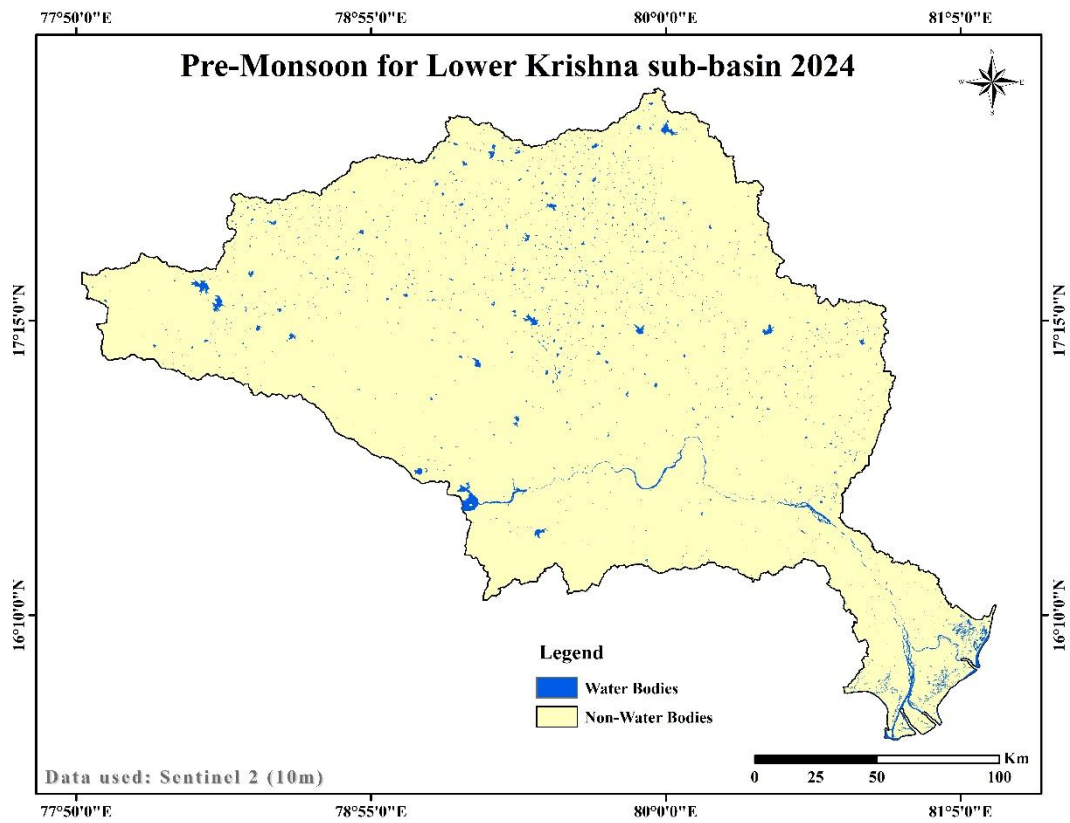 77°50'0"E 78°55'0"E 80°0'0"E 81°5'0"E
Pre-Monsoon for Lower Krishna sub-basin 2024
N
W E
S
17°15'0"N 17°15'0"N
16°10'0"N 16°10'0"N
Legend
Water Bodies
Non-Water Bodies
Km
0 25 50 100
Data used: Sentinel 2 (10m)
77°50'0"E 78°55'0"E 80°0'0"E 81°5'0"E